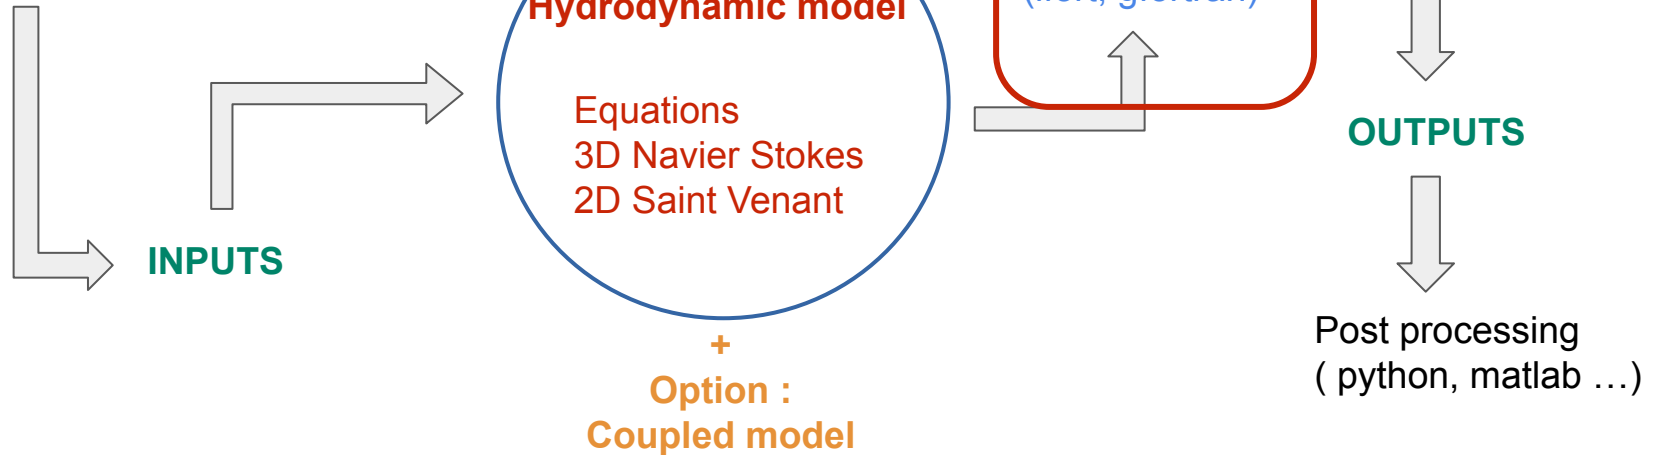 Hydrodynamic model
Equations
3D Navier Stokes
2D Saint Venant
INPUTS
OUTPUTS
Post processing
( python, matlab …)
+
Option :
Coupled model